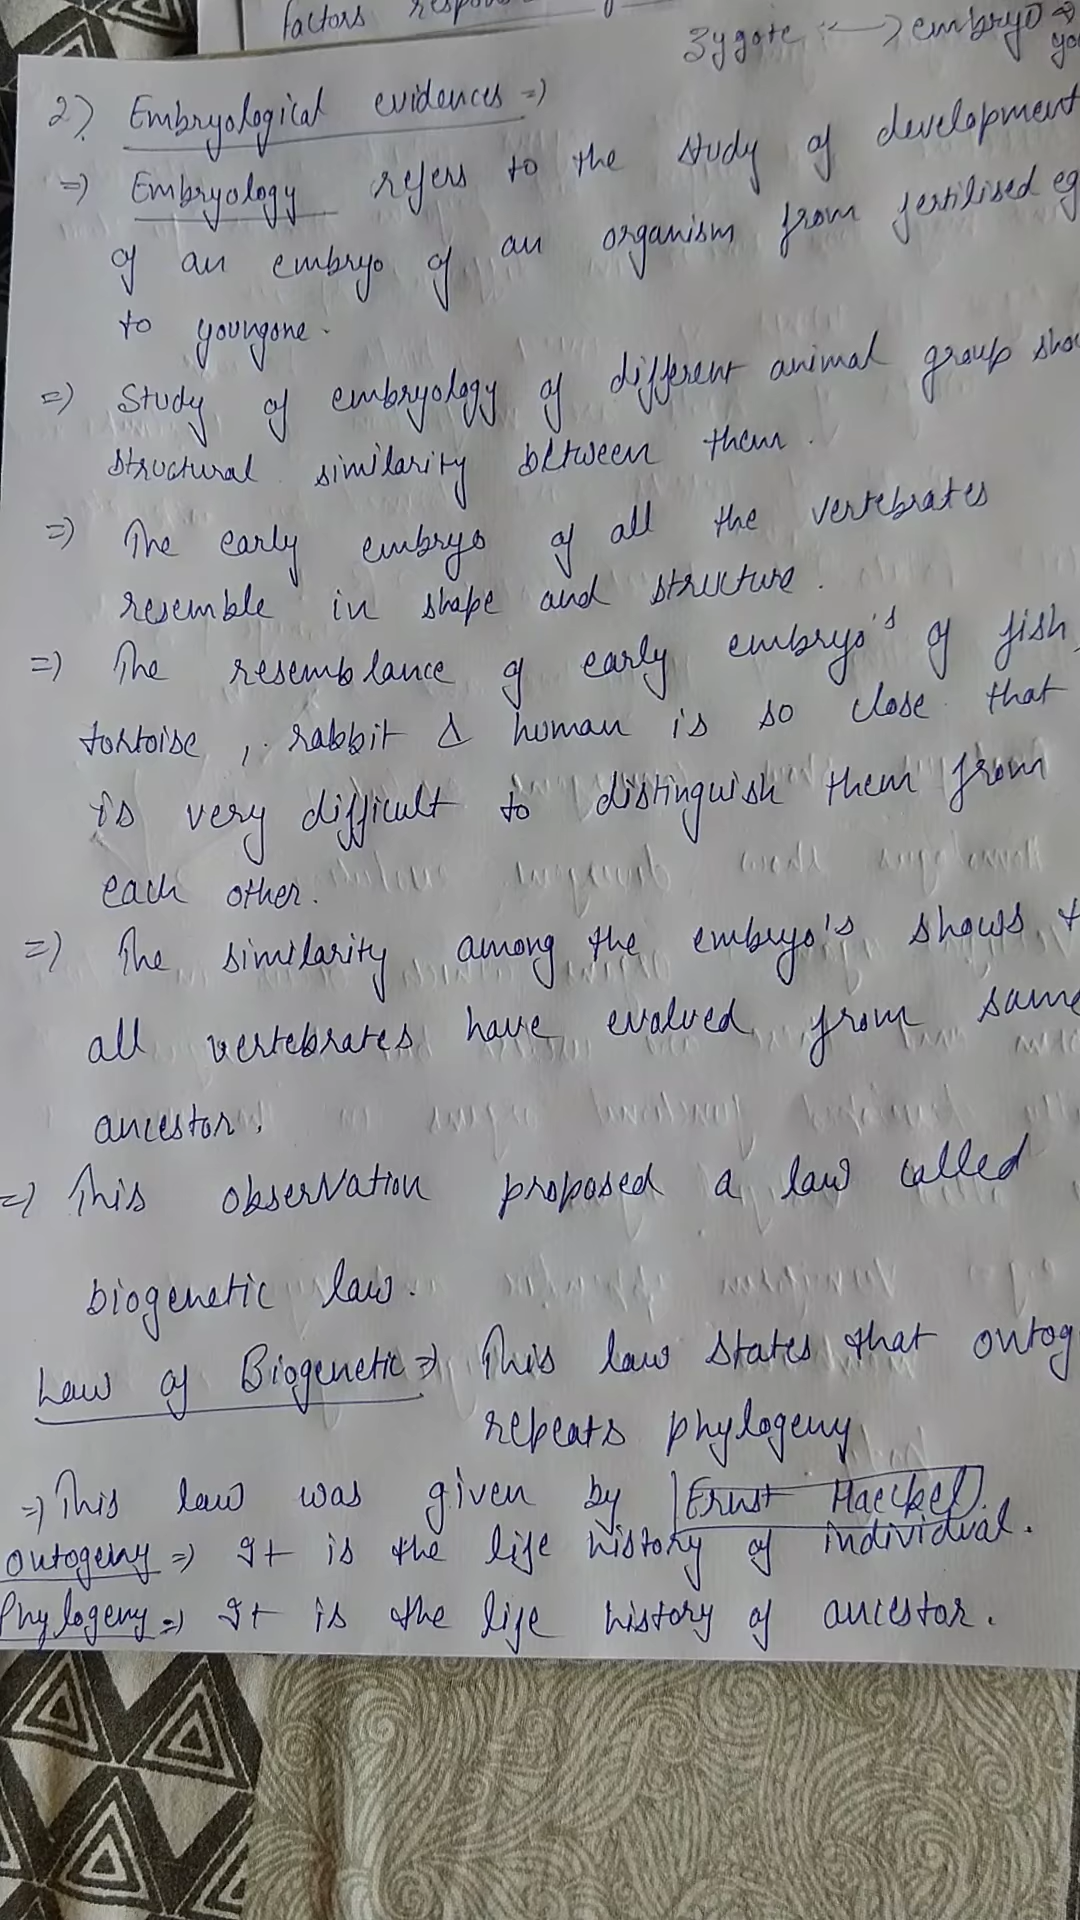 factors
Zygote :—> embryo =>
2) Embryological evidences =>
=> Embryology refers to the study of development
of an embryo of an organism from fertilised eg
to youngone.
=> Study of embryology of different animal group sho
structural similarity between them.
=> The early embryo of all the vertebrates
resemble in shape and structure.
=> The resemblance of early embryo's of fish,
tortoise, rabbit & human is so close that
is very difficult to distinguish them from
each other.
=> The similarity among the embryo's shows t
all vertebrates have evolved from same
ancestor.
=> This observation proposed a law called
biogenetic law.
Law of Biogenetic => This law states that ontog
repeats phylogeny
=> This law was given by Ernst Haeckel.
Ontogeny => It is the life history of individual.
Phylogeny => It is the life history of ancestor.